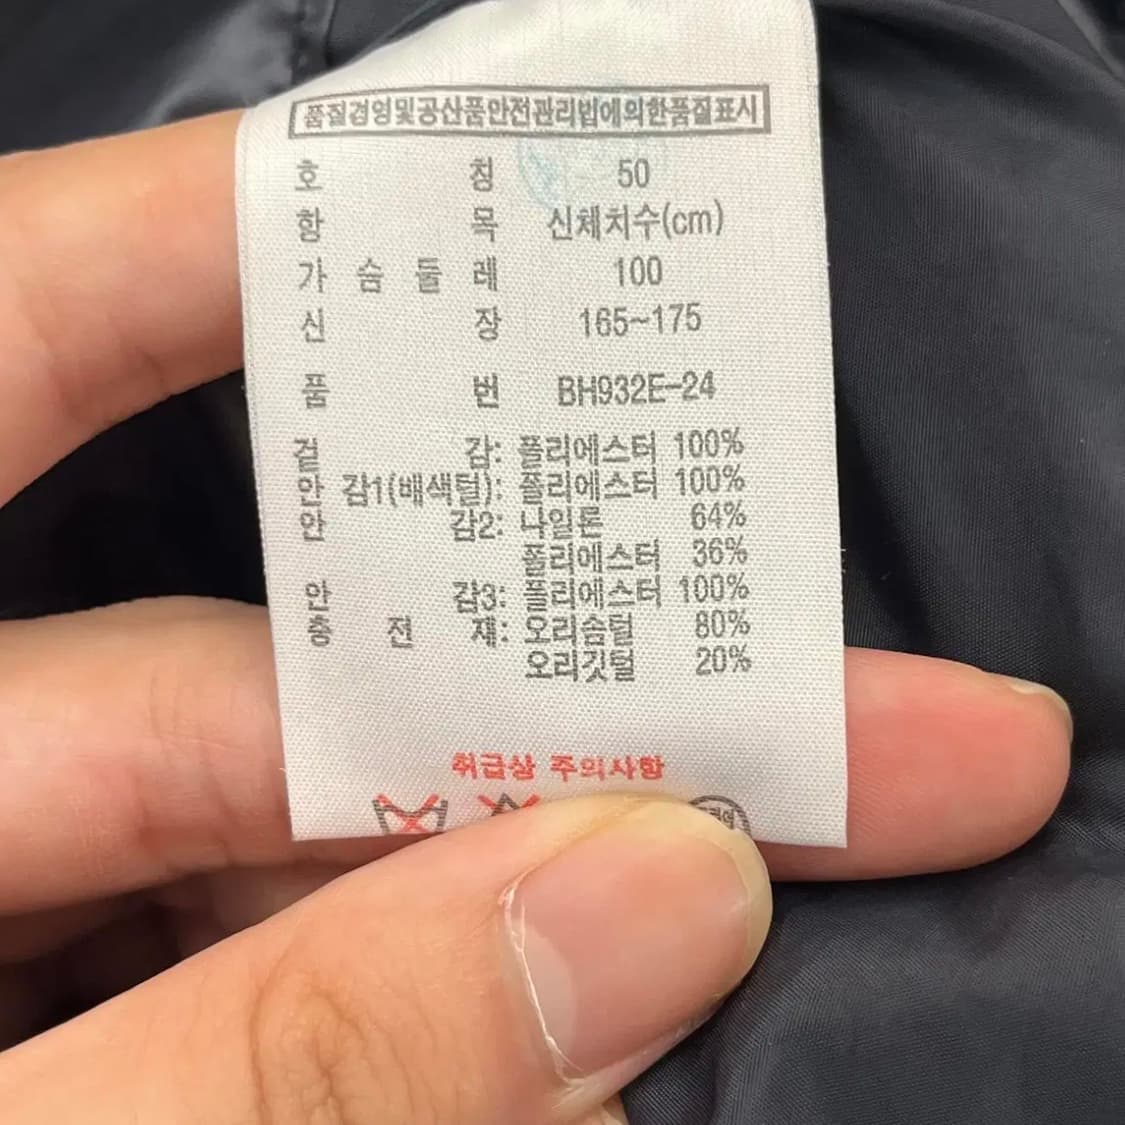 품질경영및공산품안전관리법에의한품질표시
호 칭 50
항 목 신체치수(cm)
가 슴 둘 레 100
신 장 165~175
품 번 BH932E-24
겉 감: 폴리에스터 100%
안 감1(배색털): 폴리에스터 100%
안 감2: 나일론 64%
폴리에스터 36%
안 감3: 폴리에스터 100%
충 전 재: 오리솜털 80%
오리깃털 20%
취급상 주의사항